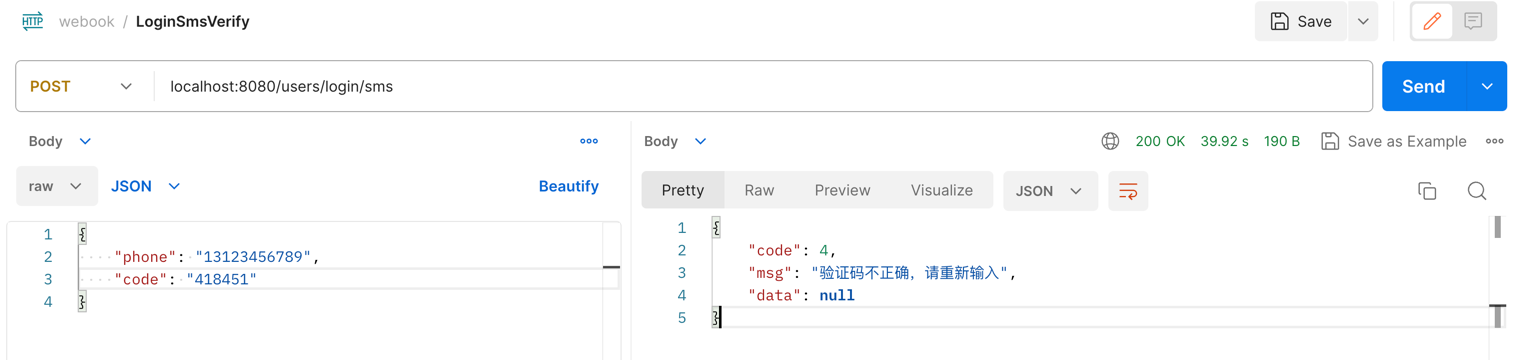 HTTP webook / LoginSmsVerify Save
POST localhost:8080/users/login/sms Send
Body Body 200 OK 39.92 s 190 B Save as Example
raw JSON Beautify Pretty Raw Preview Visualize JSON
1 {
2 "phone": "13123456789",
3 "code": "418451"
4 }
1 {
2 "code": 4,
3 "msg": "验证码不正确，请重新输入",
4 "data": null
5 }